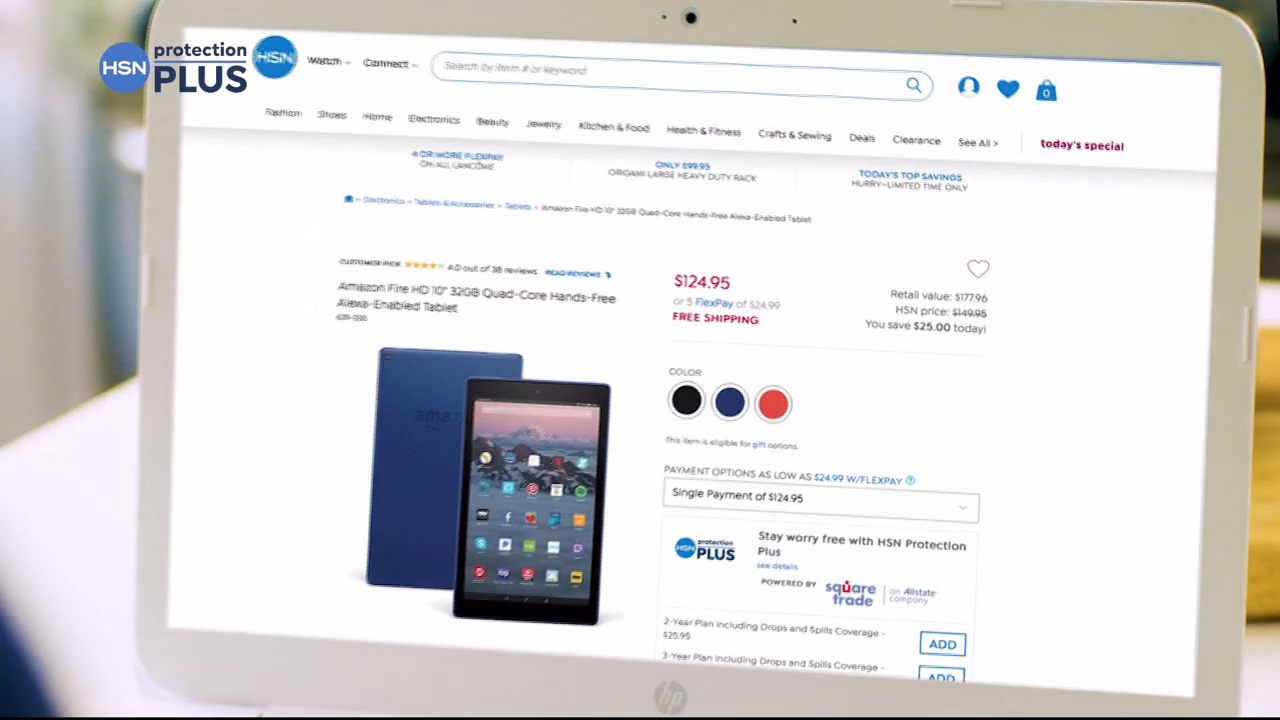 HSN protection PLUS
HSN Watch Connect Search by item # or keyword 0
Fashion Shoes Home Electronics Beauty Jewelry Kitchen & Food Health & Fitness Crafts & Sewing Deals Clearance See All > today's special
4 OR MORE FLEXPAY ONLY $99.95 TODAY'S TOP SAVINGS
ON ALL LANCOME ORIGAMI LARGE HEAVY DUTY RACK HURRY-LIMITED TIME ONLY
Electronics Tablets & Accessories Tablets Amazon Fire HD 10" 32GB Quad-Core Hands-Free Alexa-Enabled Tablet
CUSTOMER PICK 4.0 out of 38 reviews READ REVIEWS
Amazon Fire HD 10" 32GB Quad-Core Hands-Free
Alexa-Enabled Tablet
$124.95
or 5 FlexPay of $24.99
FREE SHIPPING
Retail value: $177.96
HSN price: $149.95
You save $25.00 today!
COLOR
This item is eligible for gift options.
PAYMENT OPTIONS AS LOW AS $24.99 W/FLEXPAY ?
Single Payment of $124.95
HSN protection PLUS
Stay worry free with HSN Protection
Plus
see details
POWERED BY square trade an Allstate company
2-Year Plan Including Drops and Spills Coverage -
$25.95
ADD
3-Year Plan Including Drops and Spills Coverage -
ADD
amaz
hp